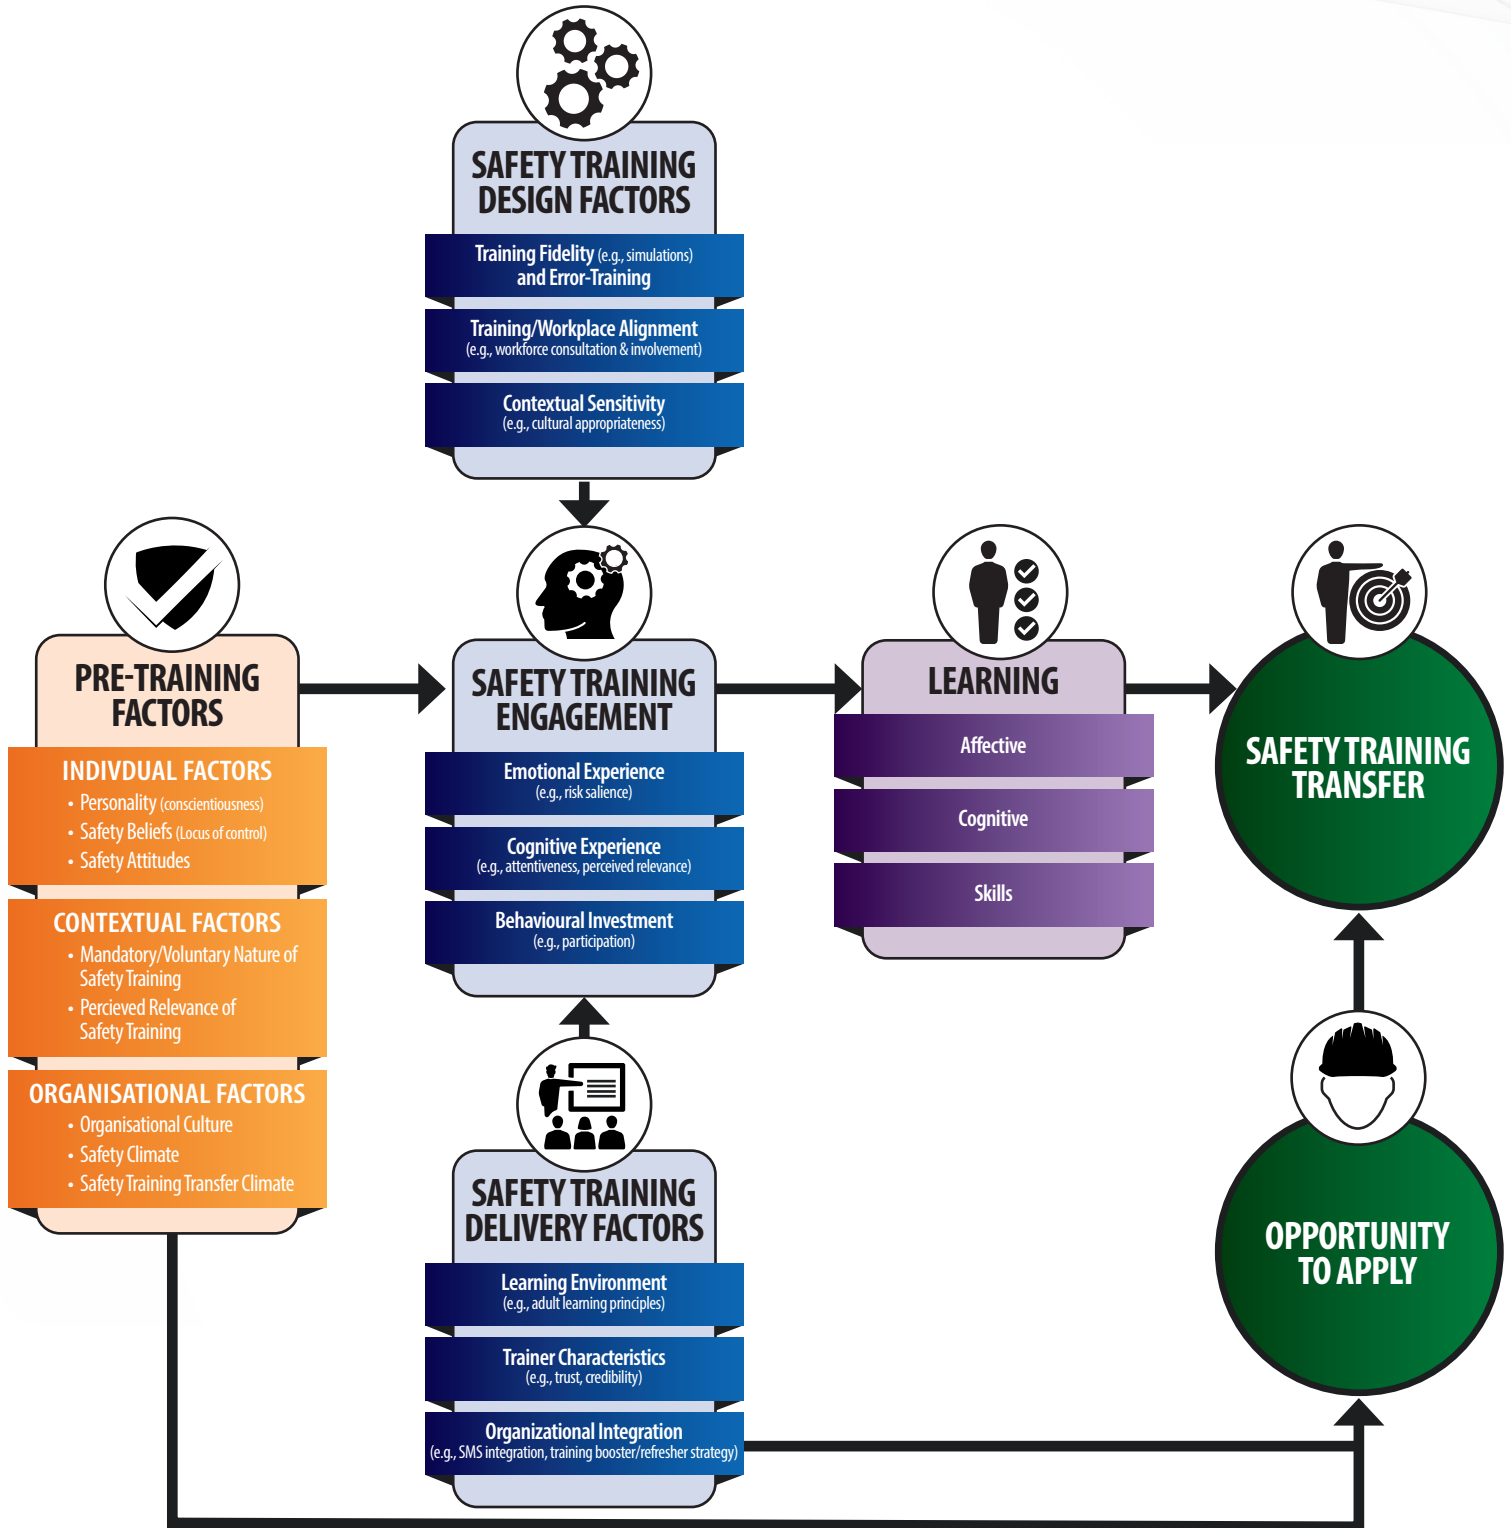 SAFETY TRAINING
DESIGN FACTORS
Training Fidelity (e.g., simulations)
and Error-Training
Training/Workplace Alignment
(e.g., workforce consultation & involvement)
Contextual Sensitivity
(e.g., cultural appropriateness)
PRE-TRAINING
FACTORS
INDIVDUAL FACTORS
• Personality (conscientiousness)
• Safety Beliefs (Locus of control)
• Safety Attitudes
CONTEXTUAL FACTORS
• Mandatory/Voluntary Nature of
Safety Training
• Percieved Relevance of
Safety Training
ORGANISATIONAL FACTORS
• Organisational Culture
• Safety Climate
• Safety Training Transfer Climate
SAFETY TRAINING
ENGAGEMENT
Emotional Experience
(e.g., risk salience)
Cognitive Experience
(e.g., attentiveness, perceived relevance)
Behavioural Investment
(e.g., participation)
SAFETY TRAINING
DELIVERY FACTORS
Learning Environment
(e.g., adult learning principles)
Trainer Characteristics
(e.g., trust, credibility)
Organizational Integration
(e.g., SMS integration, training booster/refresher strategy)
LEARNING
Affective
Cognitive
Skills
SAFETY TRAINING
TRANSFER
OPPORTUNITY
TO APPLY